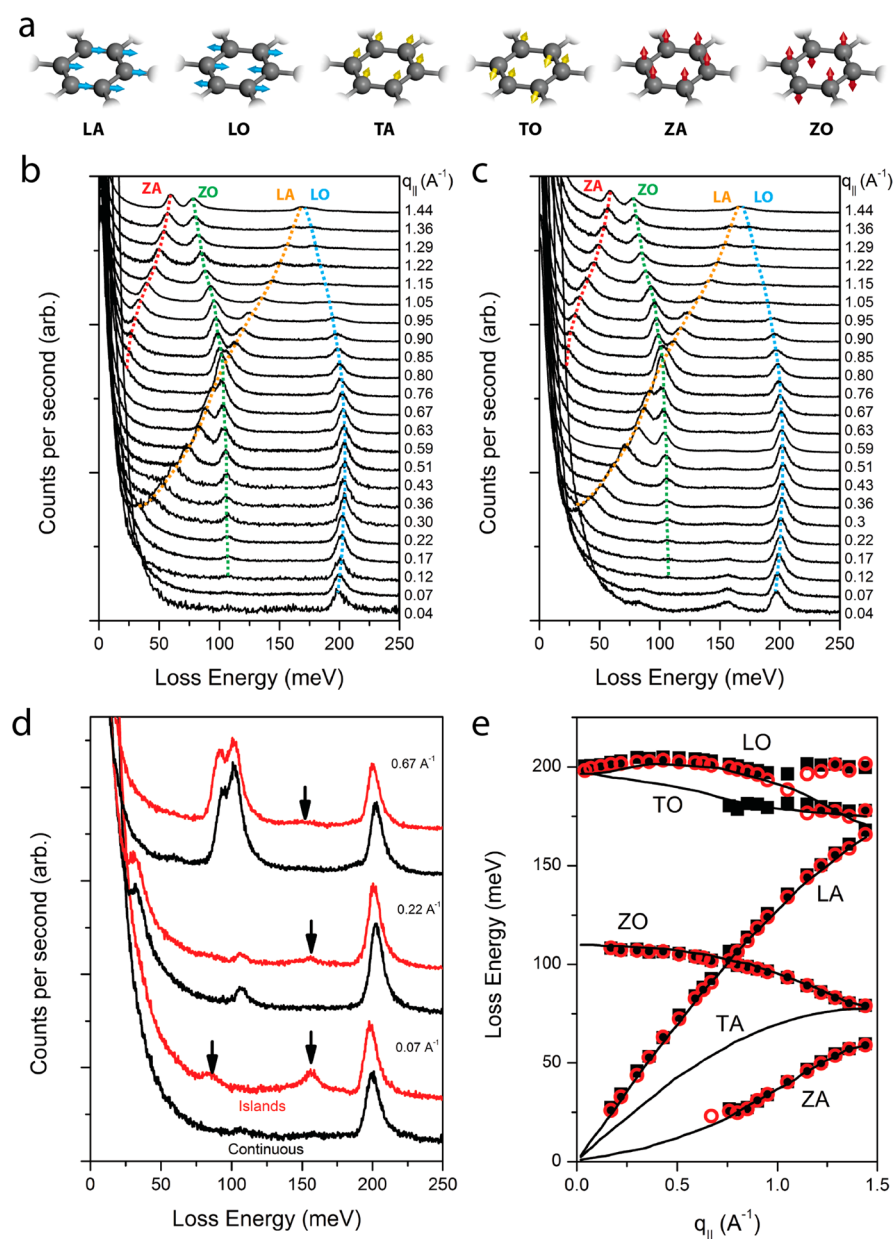 a
LA LO TA TO ZA ZO
b
ZA ZO LA LO q|| (A⁻¹)
1.44
1.36
1.29
1.22
1.15
1.05
0.95
0.90
0.85
0.80
0.76
0.67
0.63
0.59
0.51
0.43
0.36
0.30
0.22
0.17
0.12
0.07
0.04
Counts per second (arb.)
0 50 100 150 200 250
Loss Energy (meV)
c
ZA ZO LA LO q|| (A⁻¹)
1.44
1.36
1.29
1.22
1.15
1.05
0.95
0.90
0.85
0.80
0.76
0.67
0.63
0.59
0.51
0.43
0.36
0.3
0.22
0.17
0.12
0.07
0.04
Counts per second (arb.)
0 50 100 150 200 250
Loss Energy (meV)
d
0.67 A⁻¹
0.22 A⁻¹
0.07 A⁻¹
Islands
Continuous
Counts per second (arb.)
0 50 100 150 200 250
Loss Energy (meV)
e
LO
200
TO
150
LA
ZO
100
TA
50
ZA
0
Loss Energy (meV)
0.0 0.5 1.0 1.5
q|| (A⁻¹)